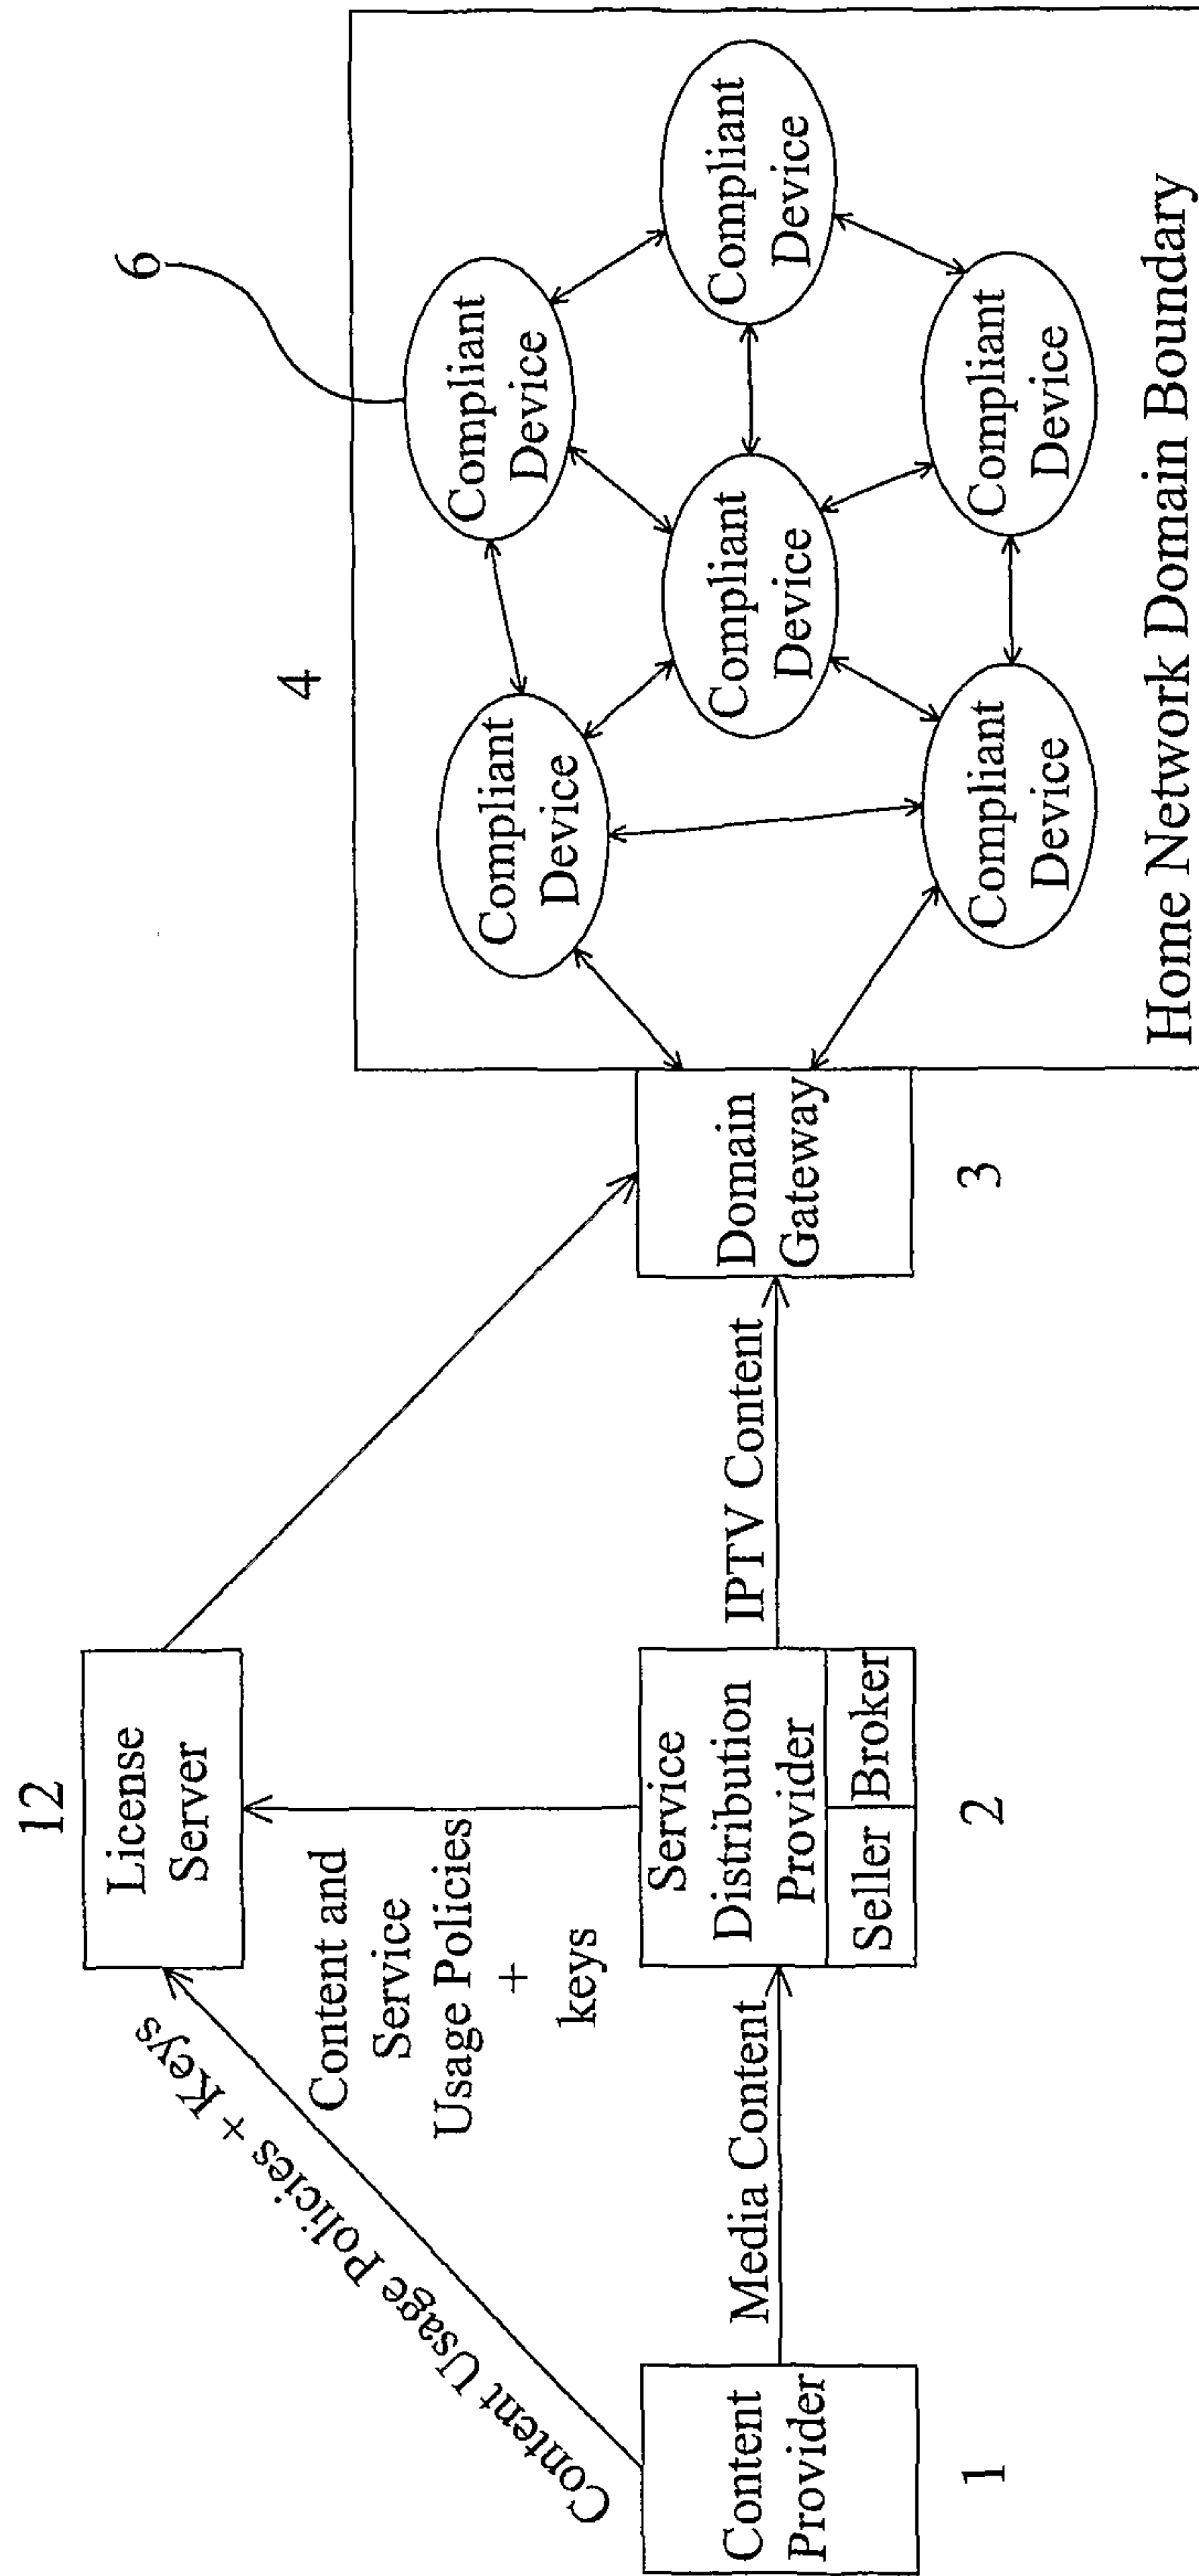 12
License
Server
Content Usage Policies + Keys
Content and
Service
Usage Policies
+
keys
Content
Provider
1
Media Content
Service
Distribution
Provider
Seller
Broker
2
IPTV Content
Domain
Gateway
3
4
6
Compliant
Device
Compliant
Device
Compliant
Device
Compliant
Device
Compliant
Device
Compliant
Device
Home Network Domain Boundary